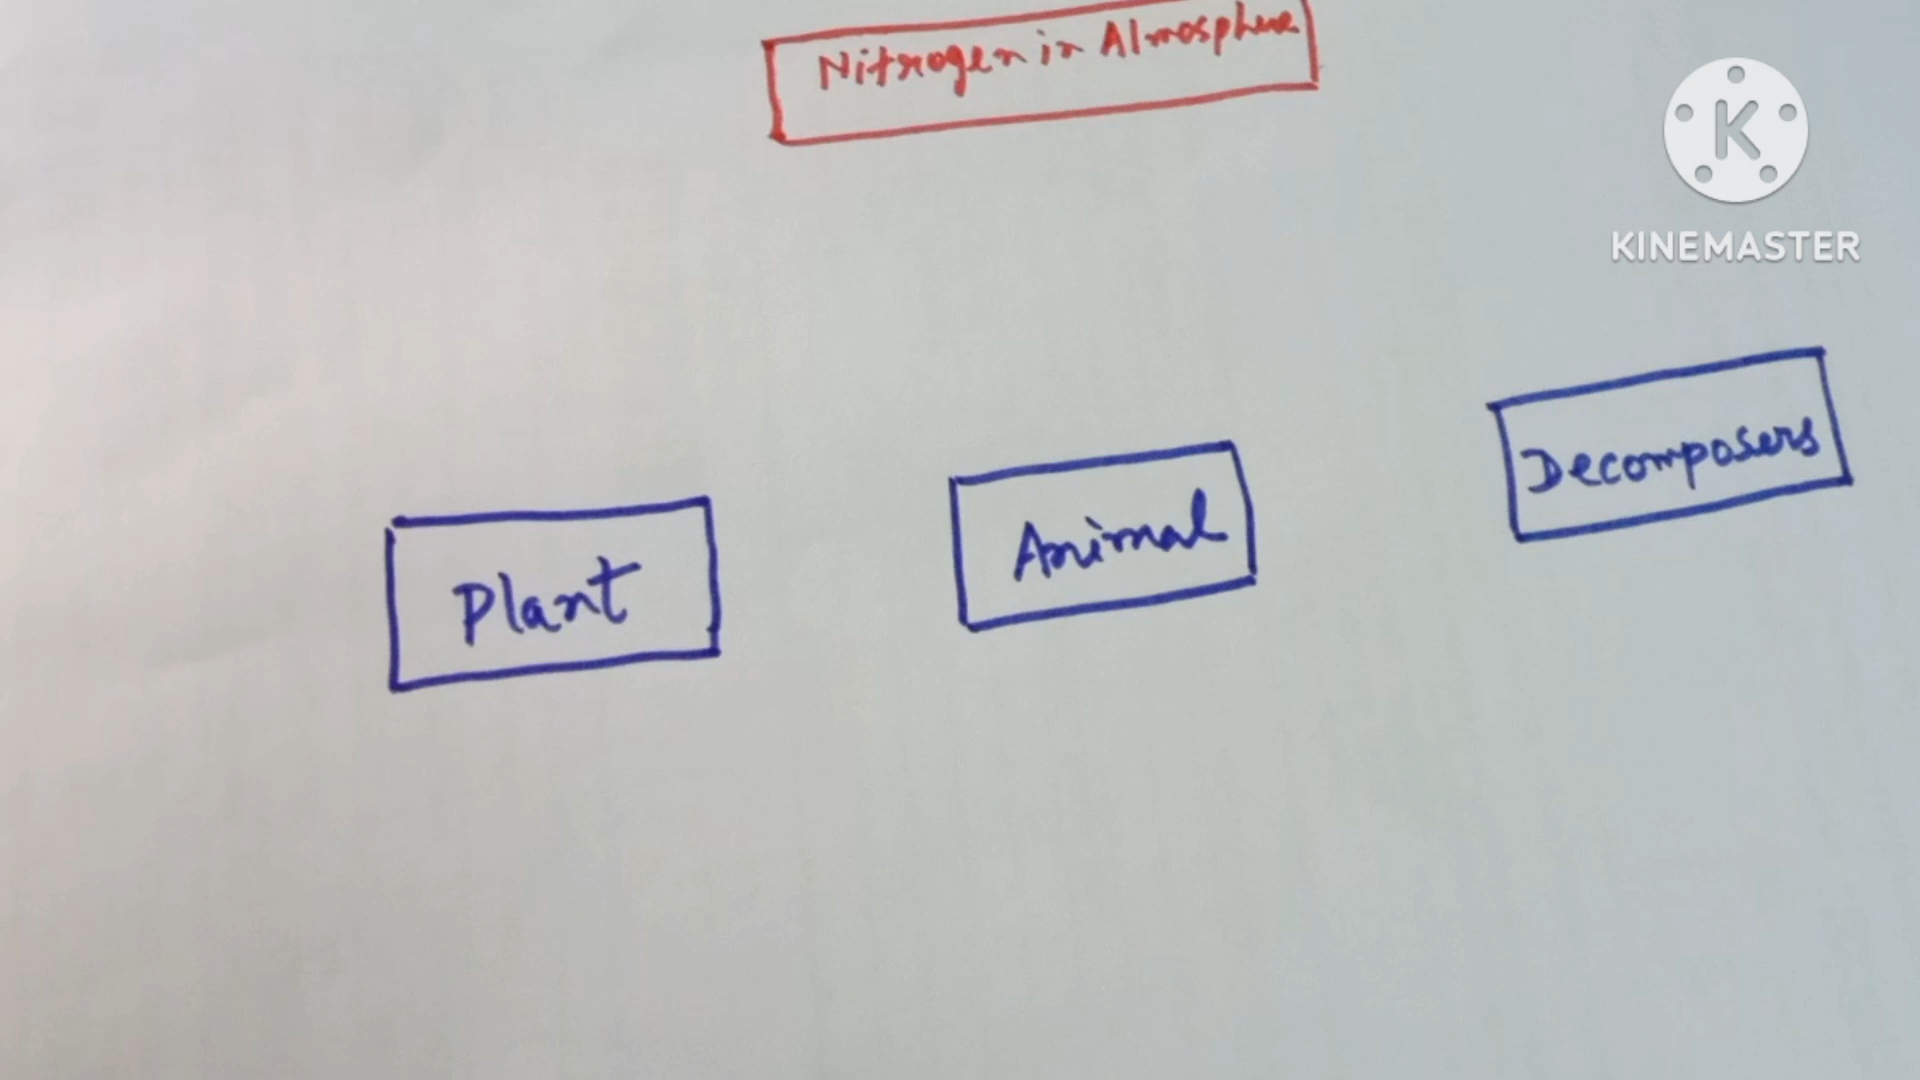 Nitrogen in Atmosphere
K
KINEMASTER
Decomposers
Animal
Plant